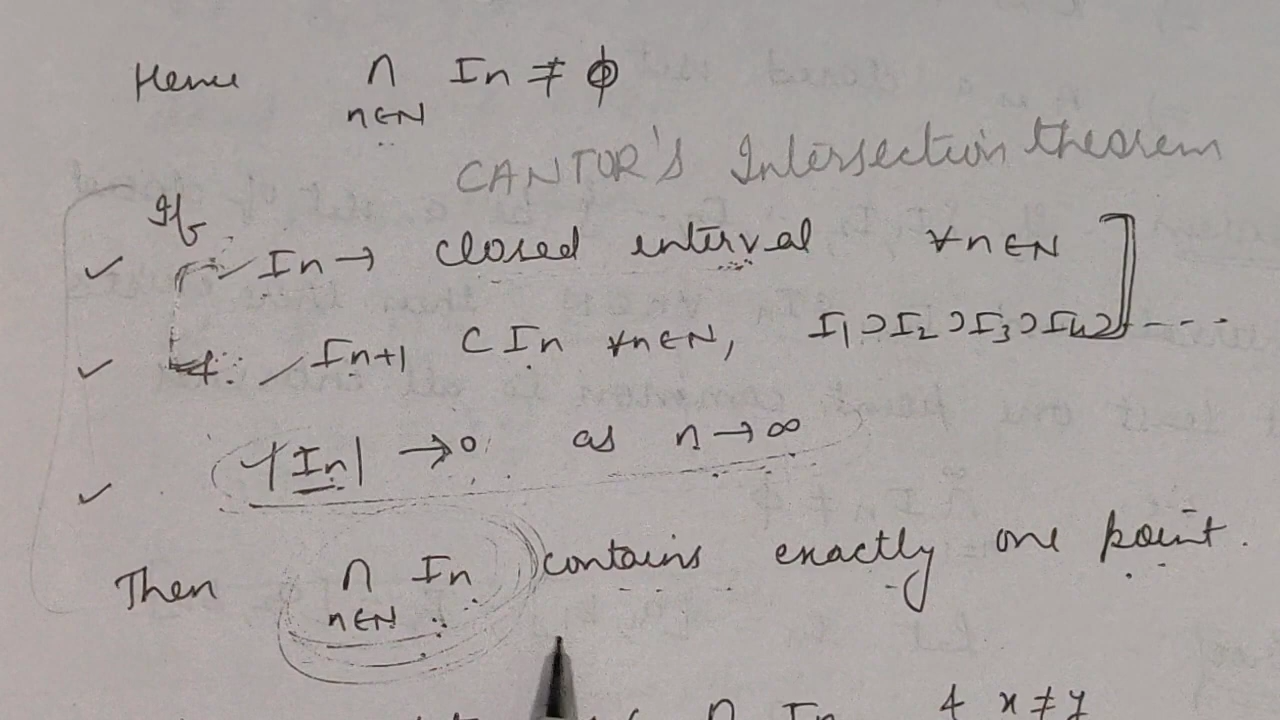 Hence ∩ In ≠ ϕ
n∈N
CANTOR'S Intersection theorem
If
In → closed interval ∀n∈N
& In+1 ⊂ In ∀n∈N, I1⊃I2⊃I3⊃I4⊃ ---
|In| →0 as n→∞
Then ∩ In contains exactly one point.
n∈N
∩ In & x≠y